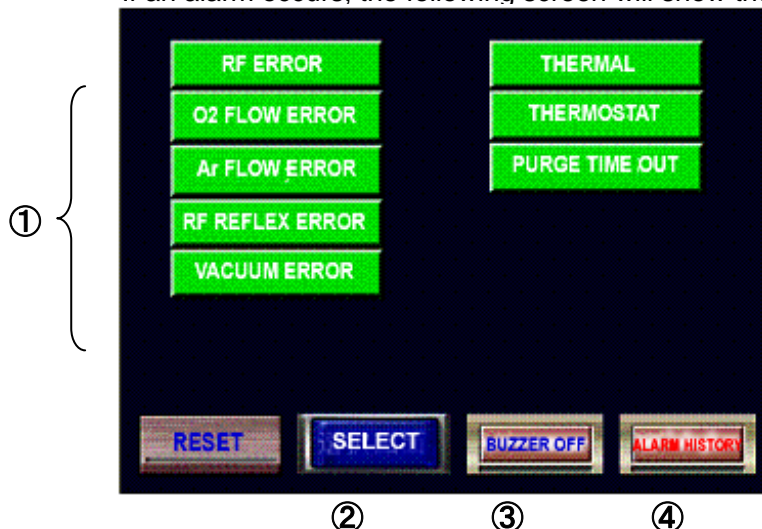 If an alarm occurs, the following screen will show the
RF ERROR
O2 FLOW ERROR
Ar FLOW ERROR
RF REFLEX ERROR
VACUUM ERROR
THERMAL
THERMOSTAT
PURGE TIME OUT
①
RESET
SELECT
BUZZER OFF
ALARM HISTORY
② ③ ④